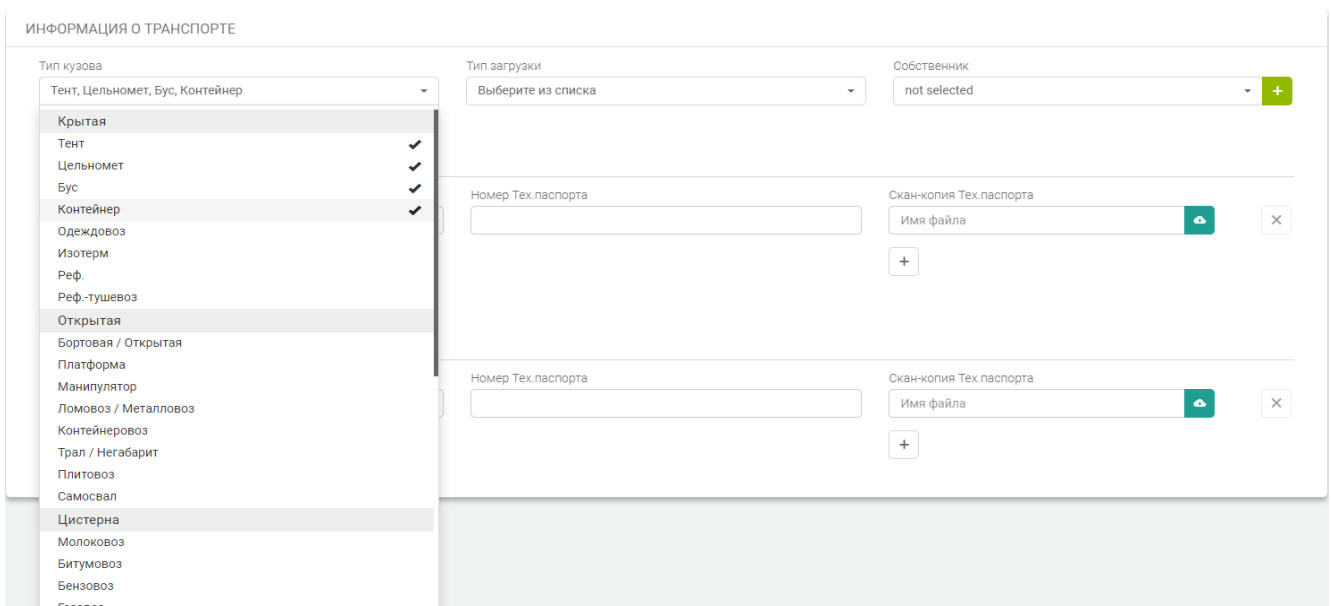 ИНФОРМАЦИЯ О ТРАНСПОРТЕ
Тип кузова
Тент, Цельномет, Бус, Контейнер
Тип загрузки
Выберите из списка
Собственник
not selected
+
Крытая
Тент
Цельномет
Бус
Контейнер
Одеждовоз
Изотерм
Реф.
Реф.-тушевоз
Открытая
Бортовая / Открытая
Платформа
Манипулятор
Ломовоз / Металловоз
Контейнеровоз
Трал / Негабарит
Плитовоз
Самосвал
Цистерна
Молоковоз
Битумовоз
Бензовоз
Номер Тех.паспорта
Скан-копия Тех.паспорта
Имя файла
+
Номер Тех.паспорта
Скан-копия Тех.паспорта
Имя файла
+